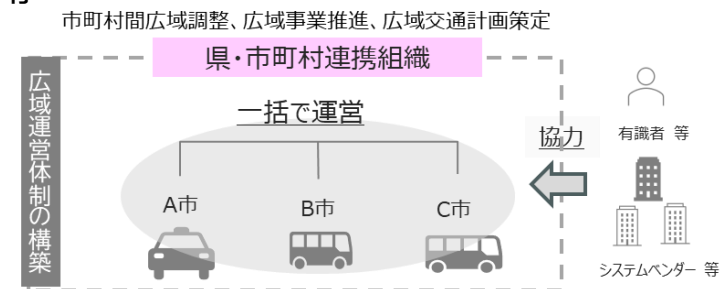 市町村間広域調整、広域事業推進、広域交通計画策定
県・市町村連携組織
広域運営体制の構築
一括で運営
A市
B市
C市
協力
有識者 等
システムベンダー 等